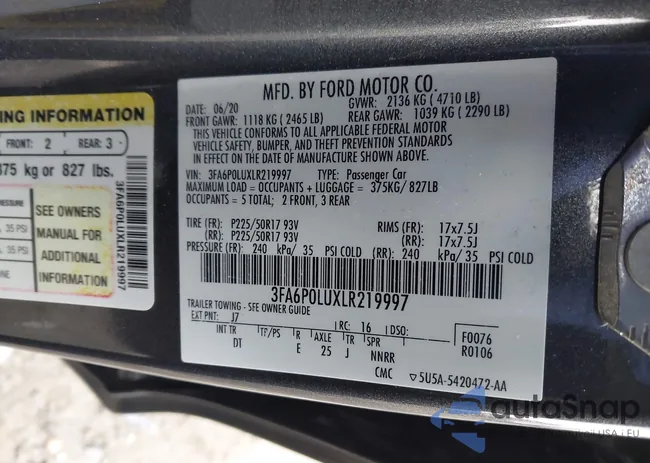 ING INFORMATION
FRONT: 2 REAR: 3
375 kg or 827 lbs.
35 PSI
35 PSI
SEE OWNERS
MANUAL FOR
ADDITIONAL
INFORMATION
3FA6P0LUXLR219997
MFD. BY FORD MOTOR CO.
DATE: 06/20 GVWR: 2136 KG ( 4710 LB)
FRONT GAWR: 1118 KG ( 2465 LB) REAR GAWR: 1039 KG ( 2290 LB)
THIS VEHICLE CONFORMS TO ALL APPLICABLE FEDERAL MOTOR
VEHICLE SAFETY, BUMPER, AND THEFT PREVENTION STANDARDS
IN EFFECT ON THE DATE OF MANUFACTURE SHOWN ABOVE.
VIN: 3FA6P0LUXLR219997 TYPE: Passenger Car
MAXIMUM LOAD = OCCUPANTS + LUGGAGE = 375KG/ 827LB
OCCUPANTS = 5 TOTAL; 2 FRONT, 3 REAR
TIRE (FR): P225/50R17 93V RIMS (FR): 17x7.5J
(RR): P225/50R17 93V (RR): 17x7.5J
PRESSURE (FR): 240 kPa/ 35 PSI COLD (RR): 240 kPa/ 35 PSI COLD
3FA6P0LUXLR219997
TRAILER TOWING - SEE OWNER GUIDE
EXT PNT: J7 RC: 16 DSO: F0076
INT TR TP/PS R AXLE TR SPR R0106
DT E 25 J NNRR
CMC ▽5U5A-5420472-AA
autoSnap
USA i EU